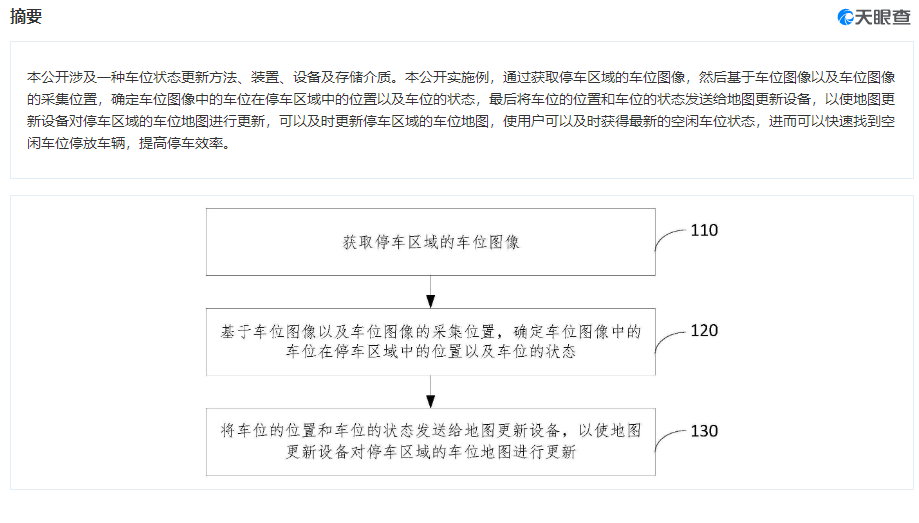 摘要
天眼查
本公开涉及一种车位状态更新方法、装置、设备及存储介质。本公开实施例，通过获取停车区域的车位图像，然后基于车位图像以及车位图像
的采集位置，确定车位图像中的车位在停车区域中的位置以及车位的状态，最后将车位的位置和车位的状态发送给地图更新设备，以使地图更
新设备对停车区域的车位地图进行更新，可以及时更新停车区域的车位地图，使用户可以及时获得最新的空闲车位状态，进而可以快速找到空
闲车位停放车辆，提高停车效率。
获取停车区域的车位图像
110
基于车位图像以及车位图像的采集位置，确定车位图像中的
车位在停车区域中的位置以及车位的状态
120
将车位的位置和车位的状态发送给地图更新设备，以使地图
更新设备对停车区域的车位地图进行更新
130